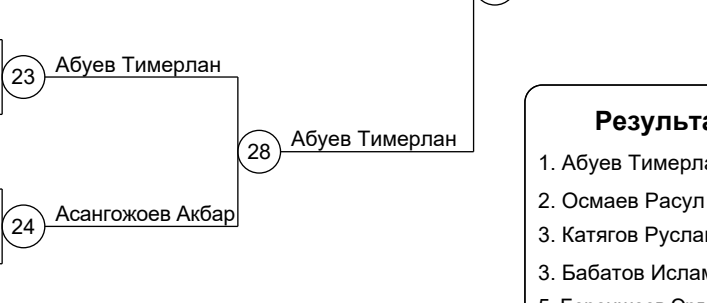 23
Абуев Тимерлан
28
Абуев Тимерлан
24
Асангожоев Акбар
Результа
1. Абуев Тимерла
2. Осмаев Расул
3. Катягов Руслан
3. Бабатов Ислам